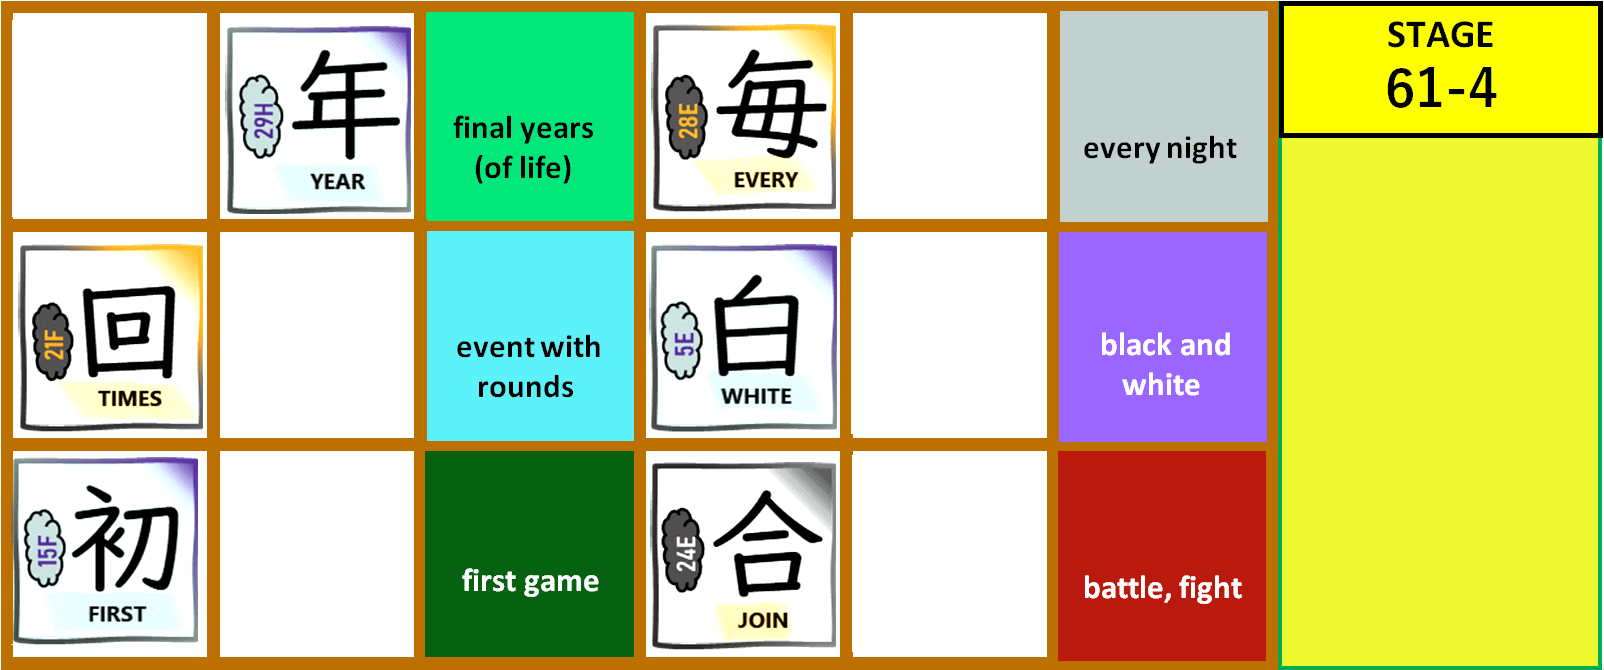 29H
年
YEAR
final years
(of life)
28E
毎
EVERY
every night
STAGE
61-4
21F
回
TIMES
event with
rounds
5E
白
WHITE
black and
white
15F
初
FIRST
first game
24E
合
JOIN
battle, fight